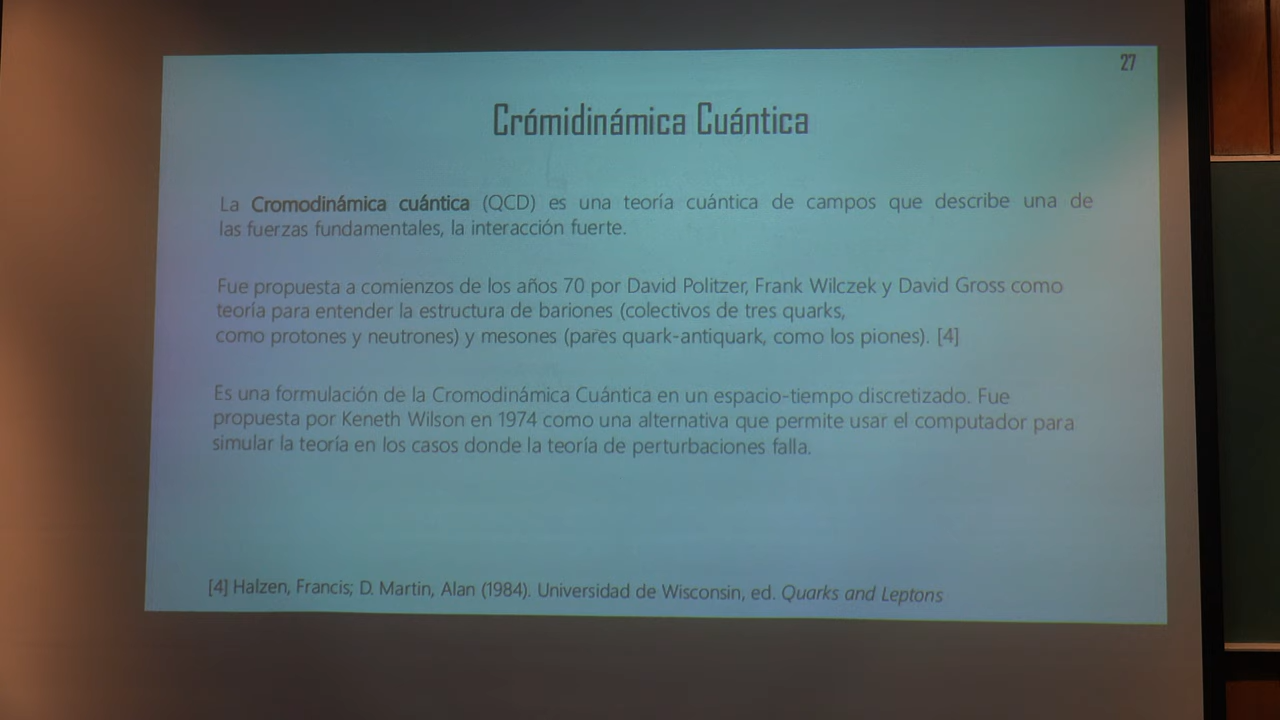 27
Crómidinámica Cuántica
La Cromodinámica cuántica (QCD) es una teoría cuántica de campos que describe una de
las fuerzas fundamentales, la interacción fuerte.
Fue propuesta a comienzos de los años 70 por David Politzer, Frank Wilczek y David Gross como
teoría para entender la estructura de bariones (colectivos de tres quarks,
como protones y neutrones) y mesones (pares quark-antiquark, como los piones). [4]
Es una formulación de la Cromodinámica Cuántica en un espacio-tiempo discretizado. Fue
propuesta por Keneth Wilson en 1974 como una alternativa que permite usar el computador para
simular la teoría en los casos donde la teoría de perturbaciones falla.
[4] Halzen, Francis; D. Martin, Alan (1984). Universidad de Wisconsin, ed. Quarks and Leptons